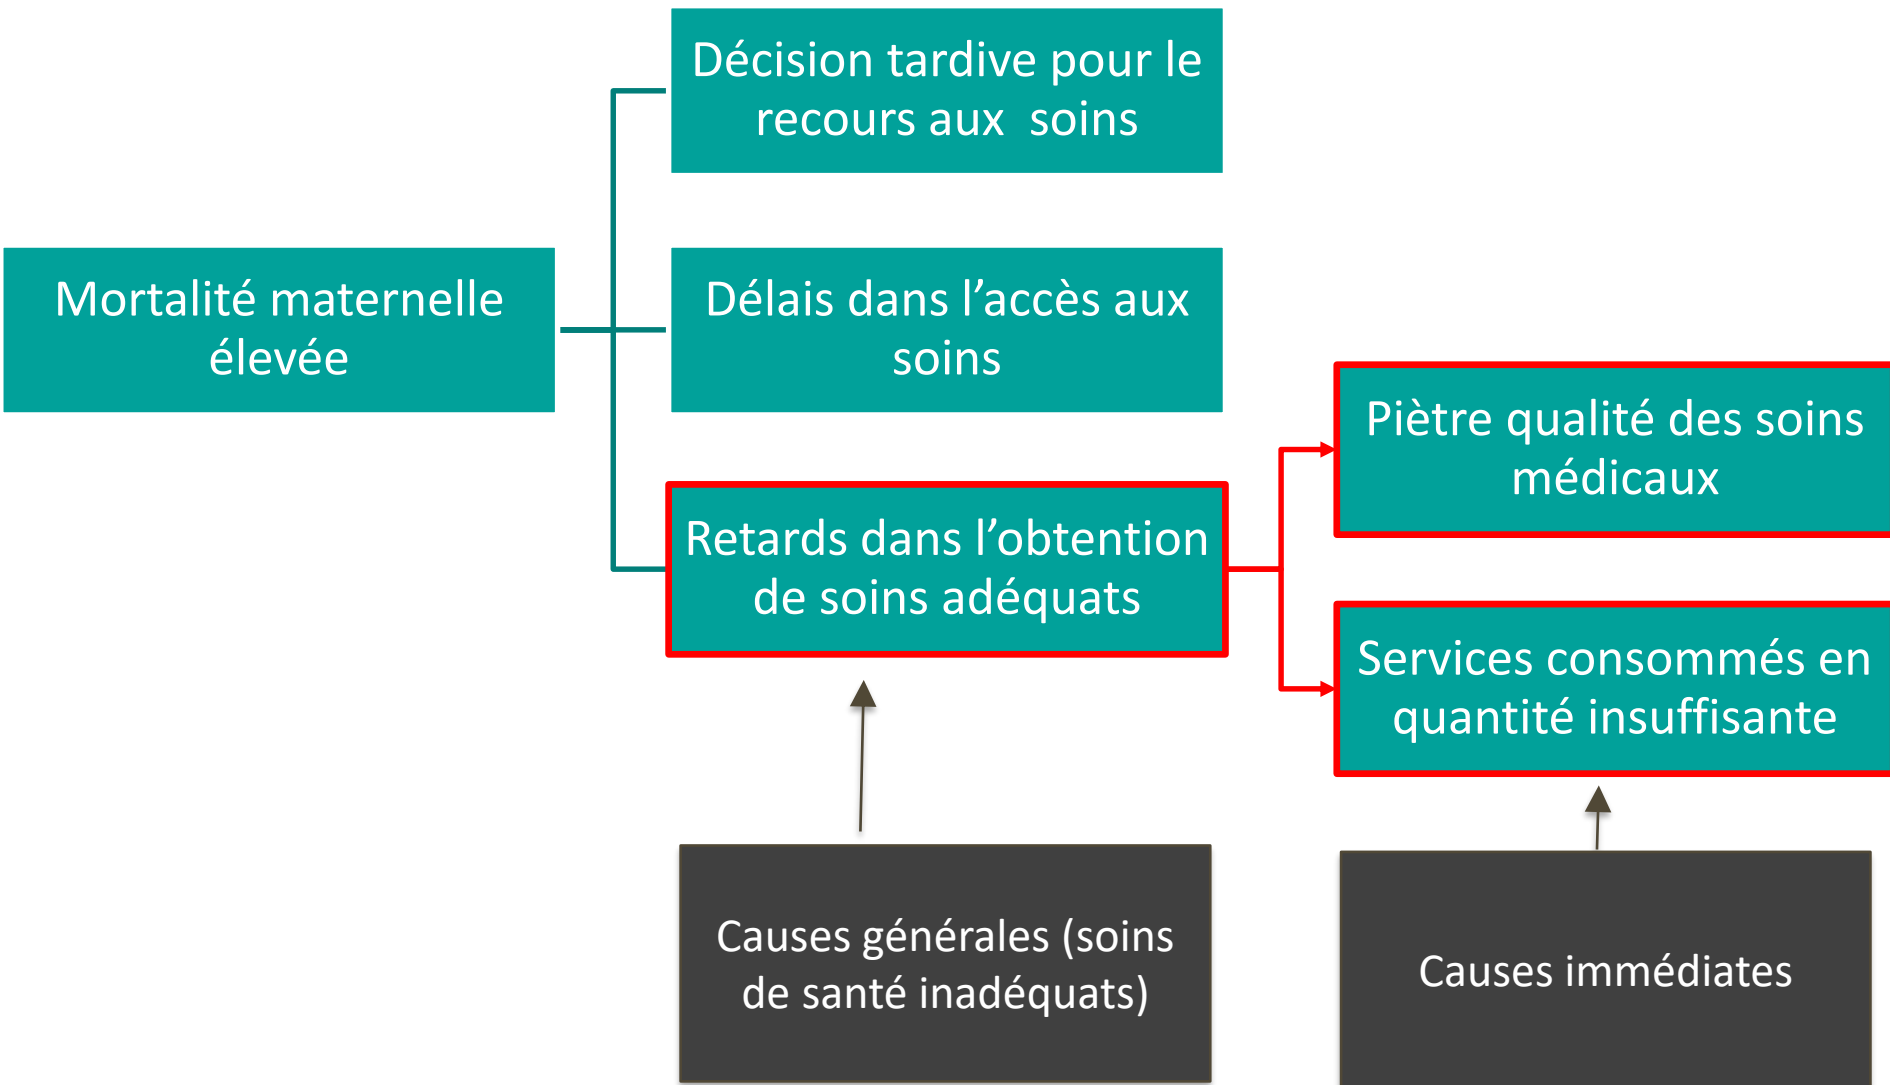 Décision tardive pour le
recours aux  soins
Mortalité maternelle
élevée
Délais dans l’accès aux
soins
Piètre qualité des soins
médicaux
Retards dans l’obtention
de soins adéquats
Services consommés en
quantité insuffisante
Causes générales (soins
de santé inadéquats)
Causes immédiates